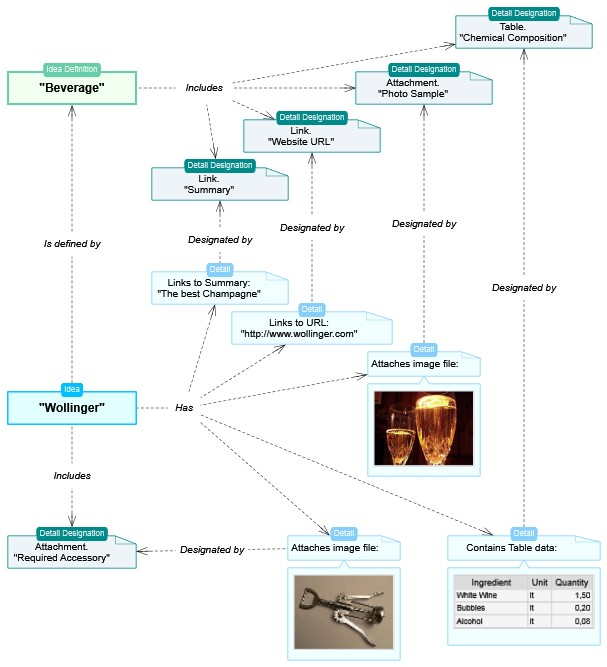 Detail Designation
Table.
"Chemical Composition"
Idea Definition
"Beverage"
Includes
Detail Designation
Attachment.
"Photo Sample"
Detail Designation
Link.
"Website URL"
Detail Designation
Link.
"Summary"
Is defined by
Designated by
Designated by
Designated by
Designated by
Detail
Links to Summary:
"The best Champagne"
Detail
Links to URL:
"http://www.wollinger.com"
Detail
Attaches image file:
Idea
"Wollinger"
Has
Includes
Detail Designation
Attachment.
"Required Accessory"
Designated by
Detail
Attaches image file:
Detail
Contains Table data:
Ingredient Unit Quantity
White Wine lt 1,50
Bubbles lt 0,20
Alcohol lt 0,08